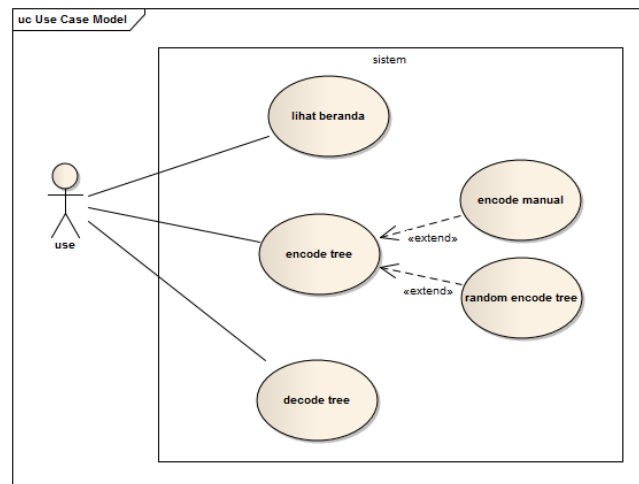 uc Use Case Model
sistem
lihat beranda
encode manual
«extend»
use
encode tree
random encode tree
«extend»
decode tree